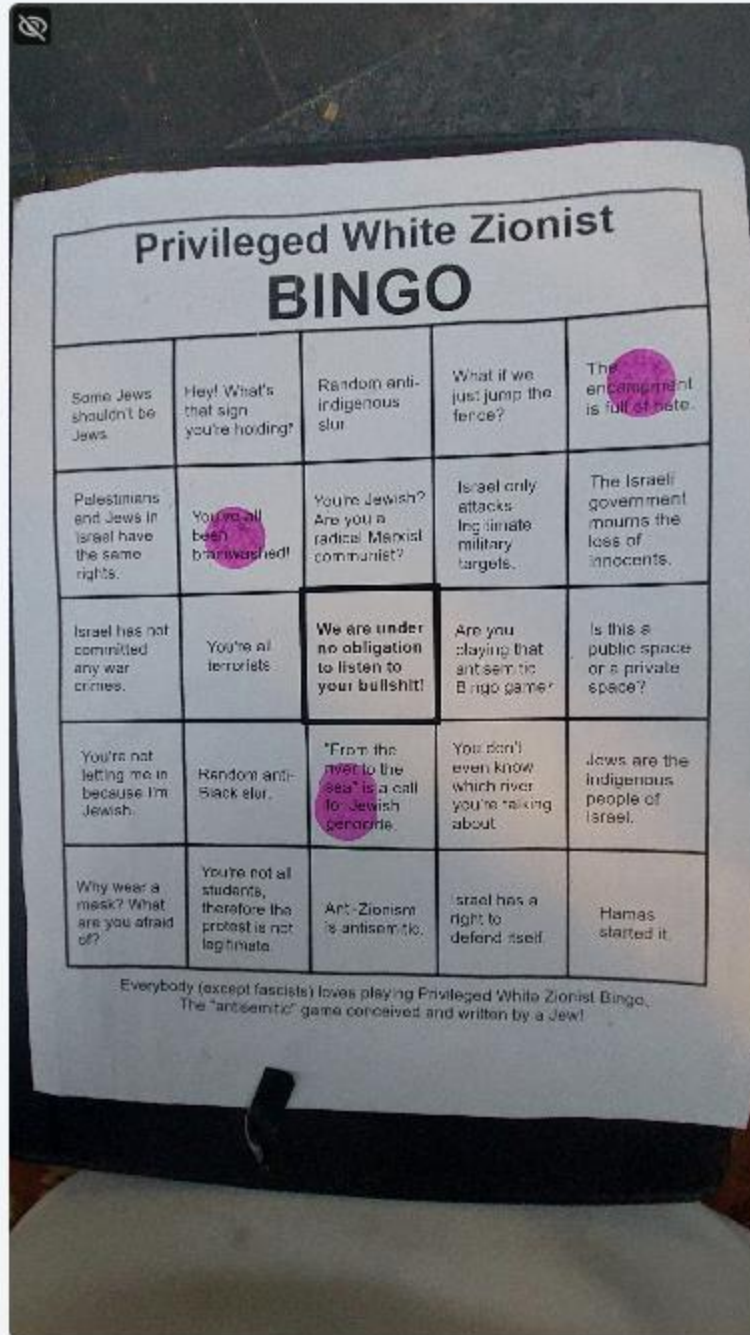 Privileged White Zionist
BINGO
Some Jews
shouldn't be
Jews.
Hey! What's
that sign
you're holding?
Random anti-
indigenous
slur.
What if we
just jump the
fence?
The
encampment
is full of hate.
Palestinians
and Jews in
Israel have
the same
rights.
You've all
been
brainwashed!
You're Jewish?
Are you a
radical Marxist
communist?
Israel only
attacks
legitimate
military
targets.
The Israeli
government
mourns the
loss of
innocents.
Israel has not
committed
any war
crimes.
You're all
terrorists.
We are under
no obligation
to listen to
your bullshit!
Are you
playing that
antisemitic
Bingo game?
Is this a
public space
or a private
space?
You're not
letting me in
because I'm
Jewish.
Random anti-
Black slur.
"From the
river to the
sea" is a call
for Jewish
genocide.
You don't
even know
which river
you're talking
about.
Jews are the
indigenous
people of
Israel.
Why wear a
mask? What
are you afraid
of?
You're not all
students,
therefore the
protest is not
legitimate.
Anti-Zionism
is antisemitic.
Israel has a
right to
defend itself.
Hamas
started it.
Everybody (except fascists) loves playing Privileged White Zionist Bingo,
The "antisemitic" game conceived and written by a Jew!